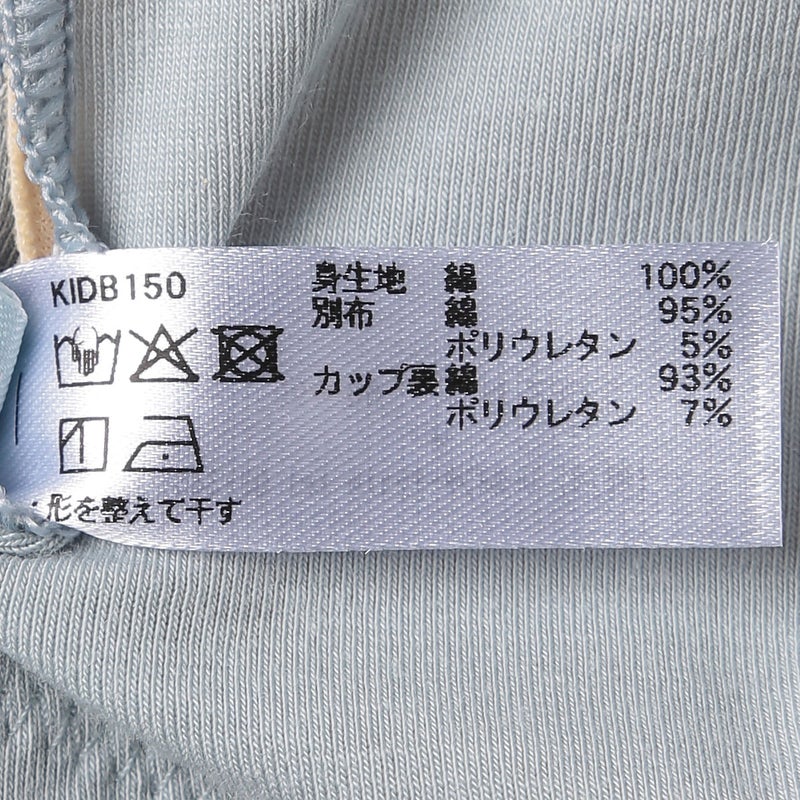 KIDB150
身生地 綿 100%
別布 綿 95%
ポリウレタン 5%
カップ裏綿 93%
ポリウレタン 7%
・形を整えて干す